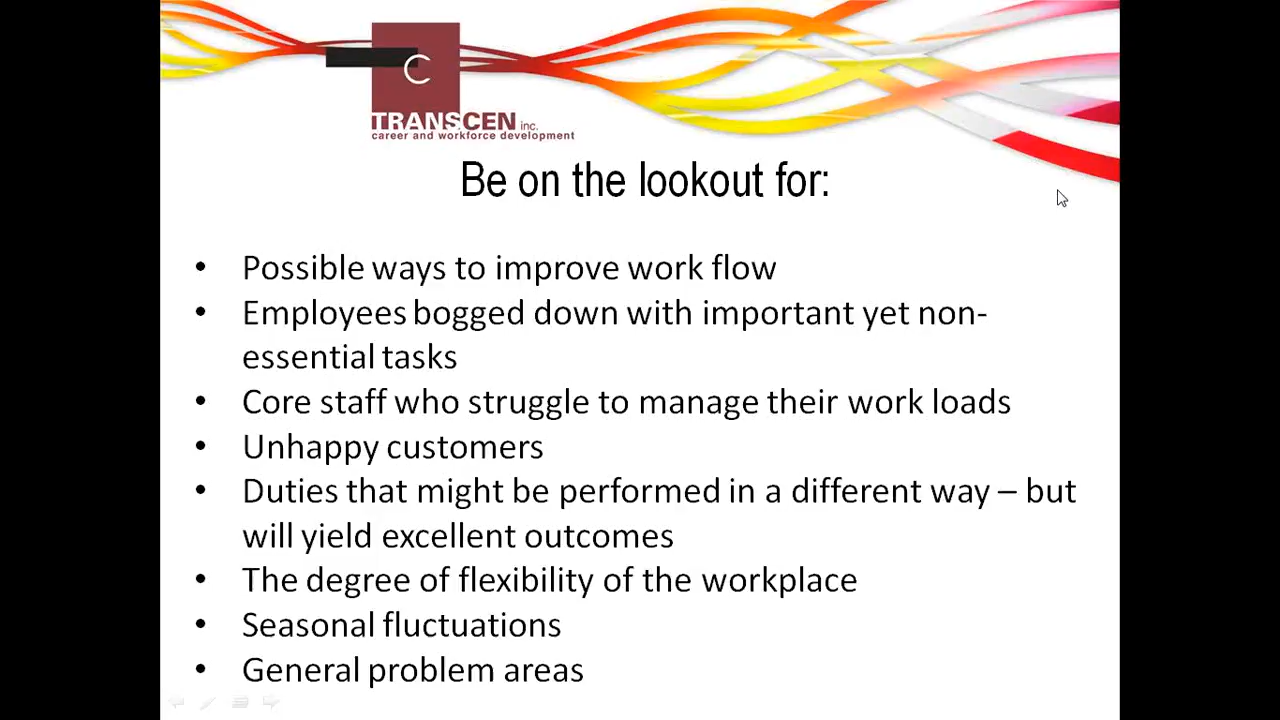 C
TRANSCEN inc.
career and workforce development
Be on the lookout for:
• Possible ways to improve work flow
• Employees bogged down with important yet non-
essential tasks
• Core staff who struggle to manage their work loads
• Unhappy customers
• Duties that might be performed in a different way – but
will yield excellent outcomes
• The degree of flexibility of the workplace
• Seasonal fluctuations
• General problem areas